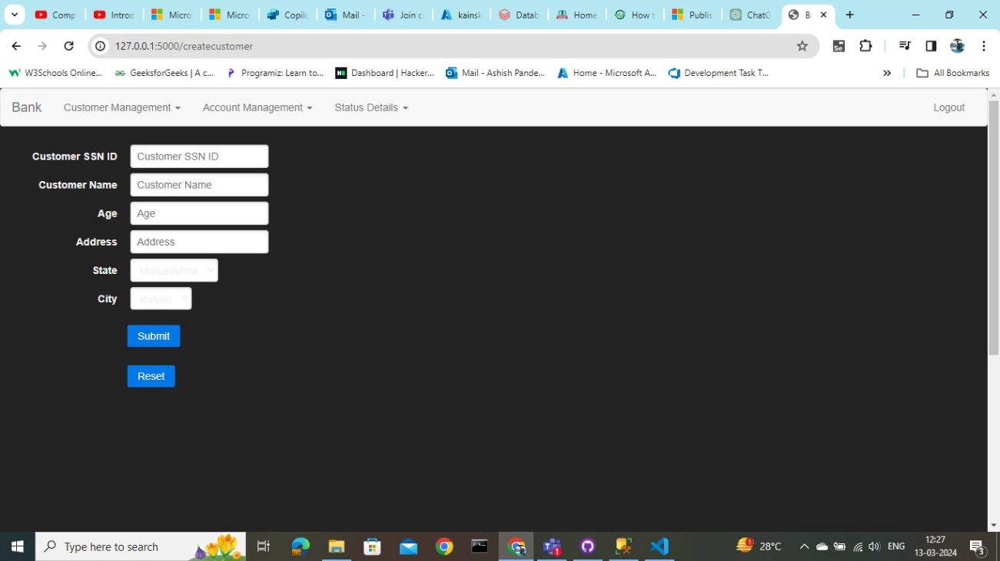 Comp
Introd
Micro
Micro
Copilo
Mail -
Join c
kainsk
Datab
Home
How t
Publis
ChatG
B
127.0.0.1:5000/createcustomer
W3Schools Online...
GeeksforGeeks | A c...
Programiz: Learn to...
Dashboard | Hacker...
Mail - Ashish Pande...
Home - Microsoft A...
Development Task T...
All Bookmarks
Bank
Customer Management
Account Management
Status Details
Logout
Customer SSN ID
Customer SSN ID
Customer Name
Customer Name
Age
Age
Address
Address
State
Maharashtra
City
Kalyan
Submit
Reset
Type here to search
28°C
ENG
12:27
13-03-2024
3